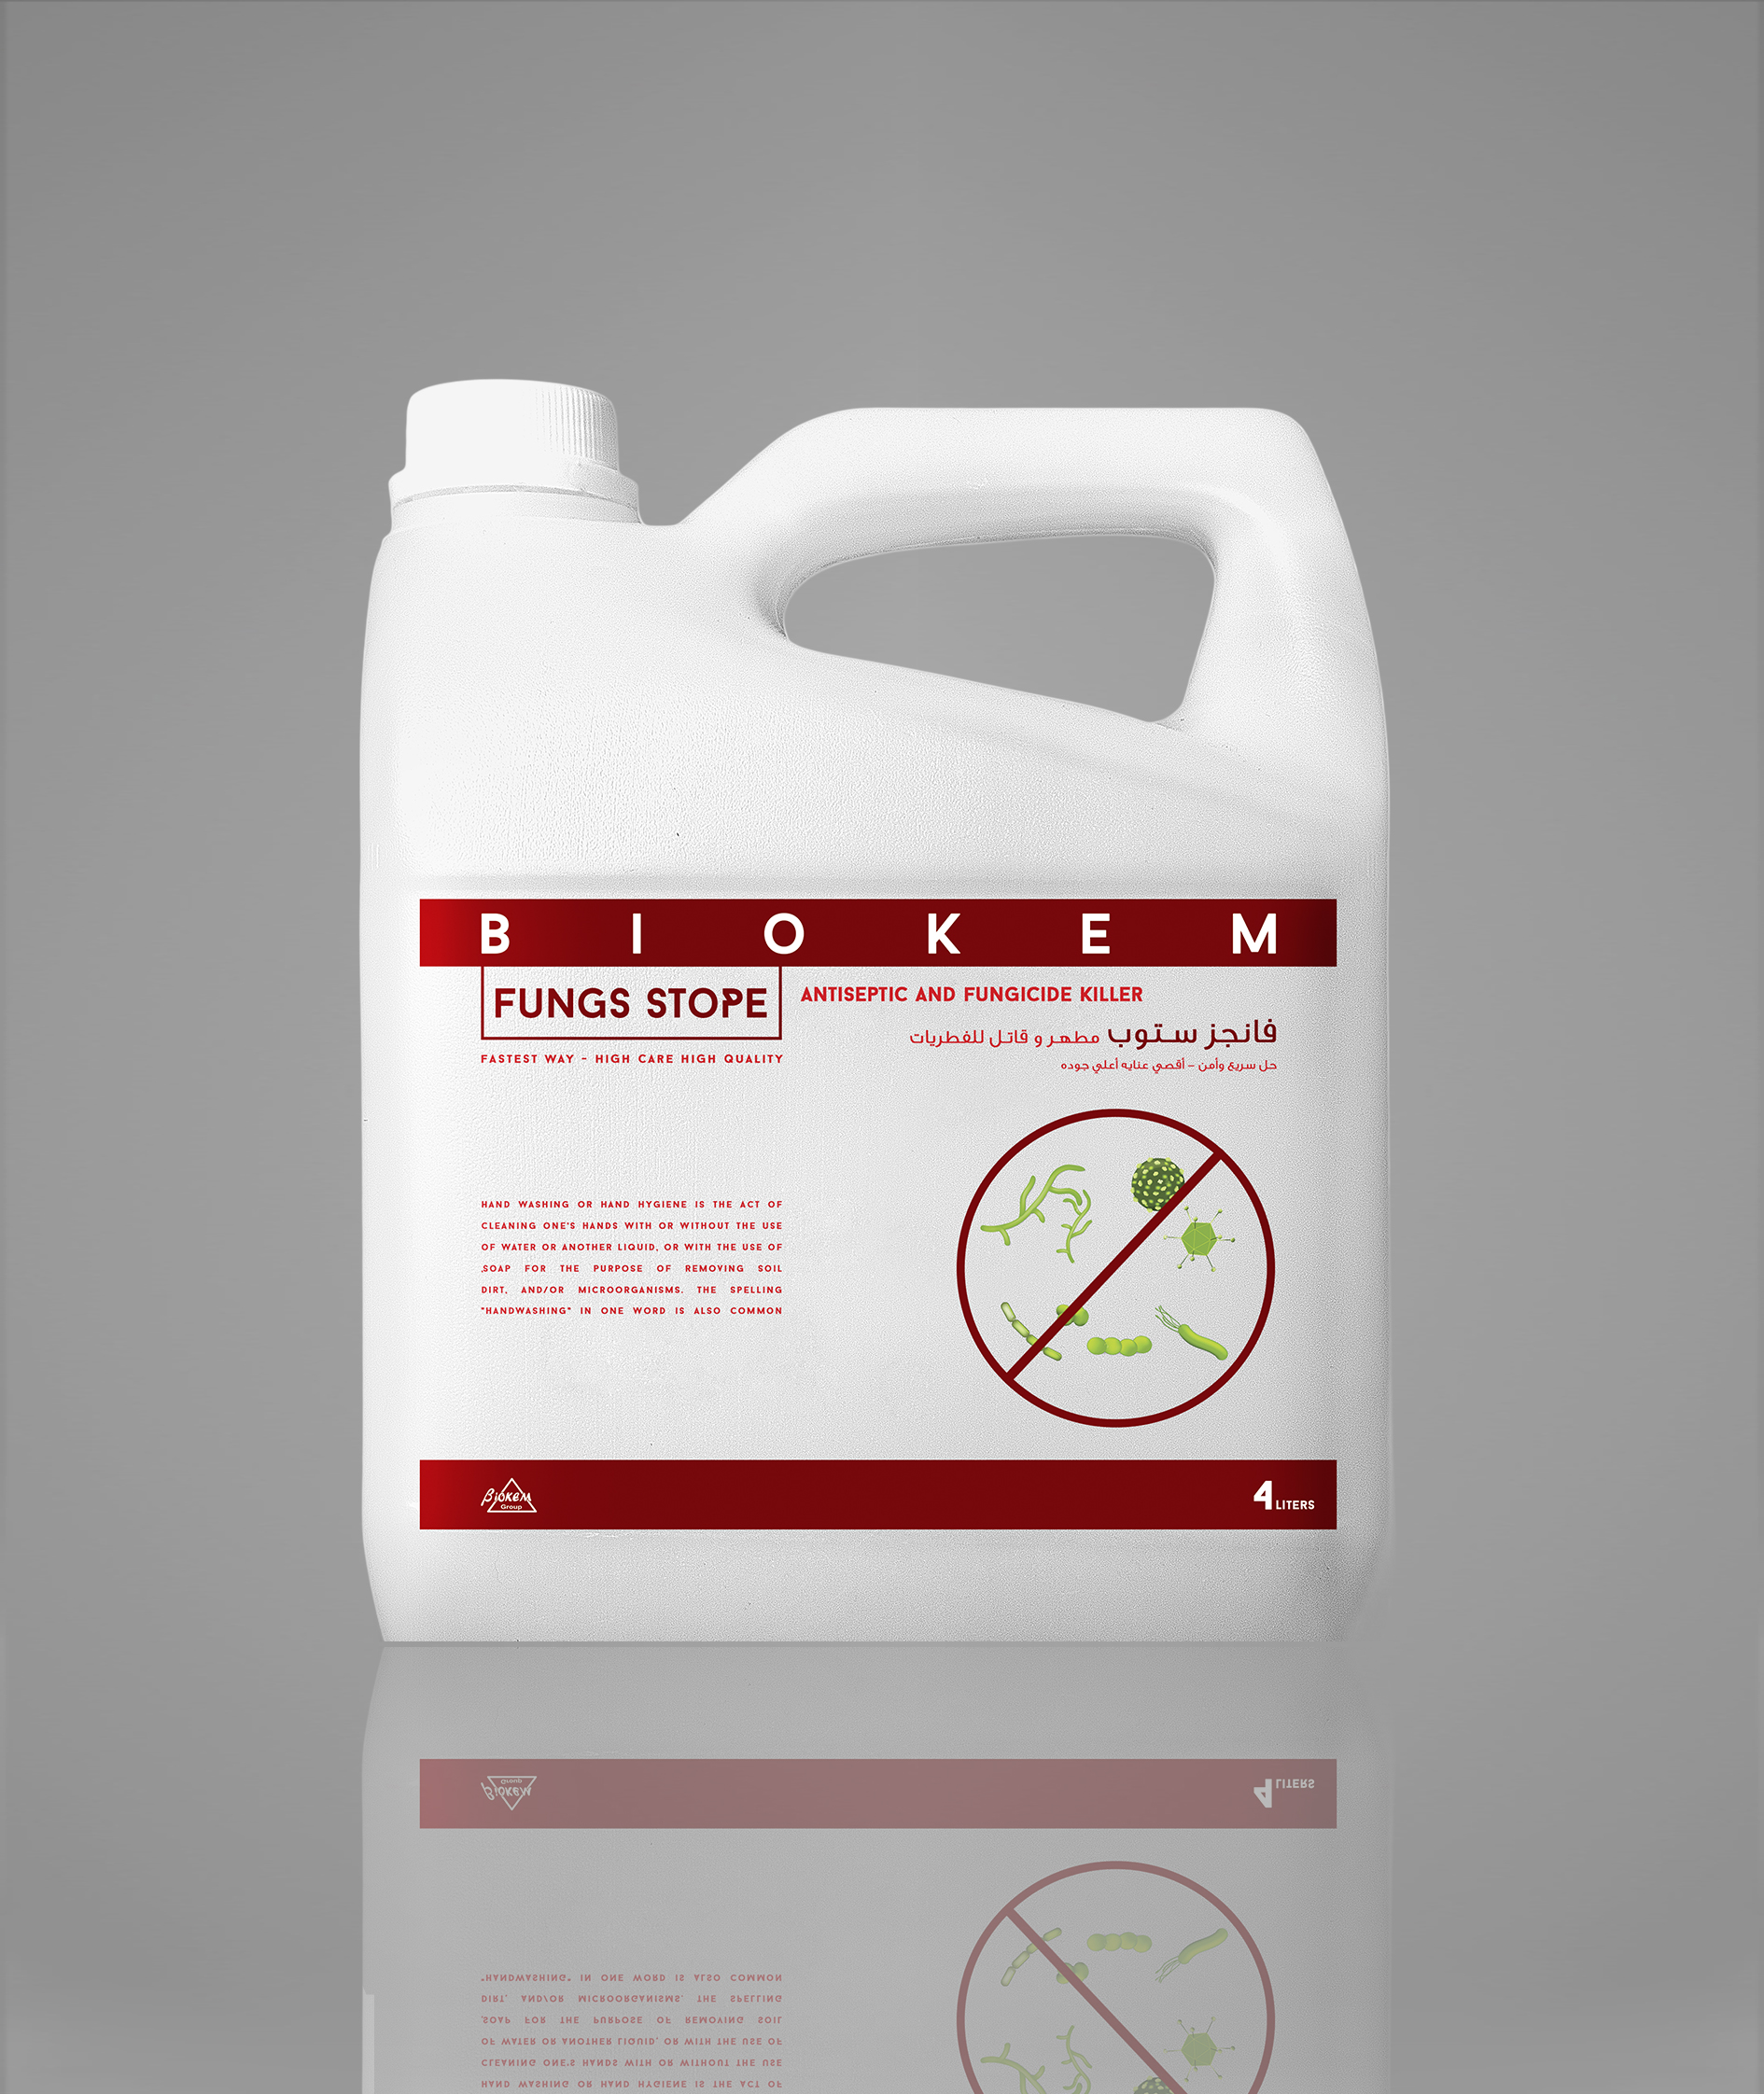 BIOKEM
FUNGS STOPE
ANTISEPTIC AND FUNGICIDE KILLER
فانجز ستوب مطهر و قاتل للفطريات
FASTEST WAY - HIGH CARE HIGH QUALITY
حل سريع وأمن – أقصي عنايه أعلي جوده
HAND WASHING OR HAND HYGIENE IS THE ACT OF
CLEANING ONE'S HANDS WITH OR WITHOUT THE USE
OF WATER OR ANOTHER LIQUID, OR WITH THE USE OF
,SOAP FOR THE PURPOSE OF REMOVING SOIL
DIRT, AND/OR MICROORGANISMS. THE SPELLING
"HANDWASHING" IN ONE WORD IS ALSO COMMON
BIOKEM
Group
4 LITERS